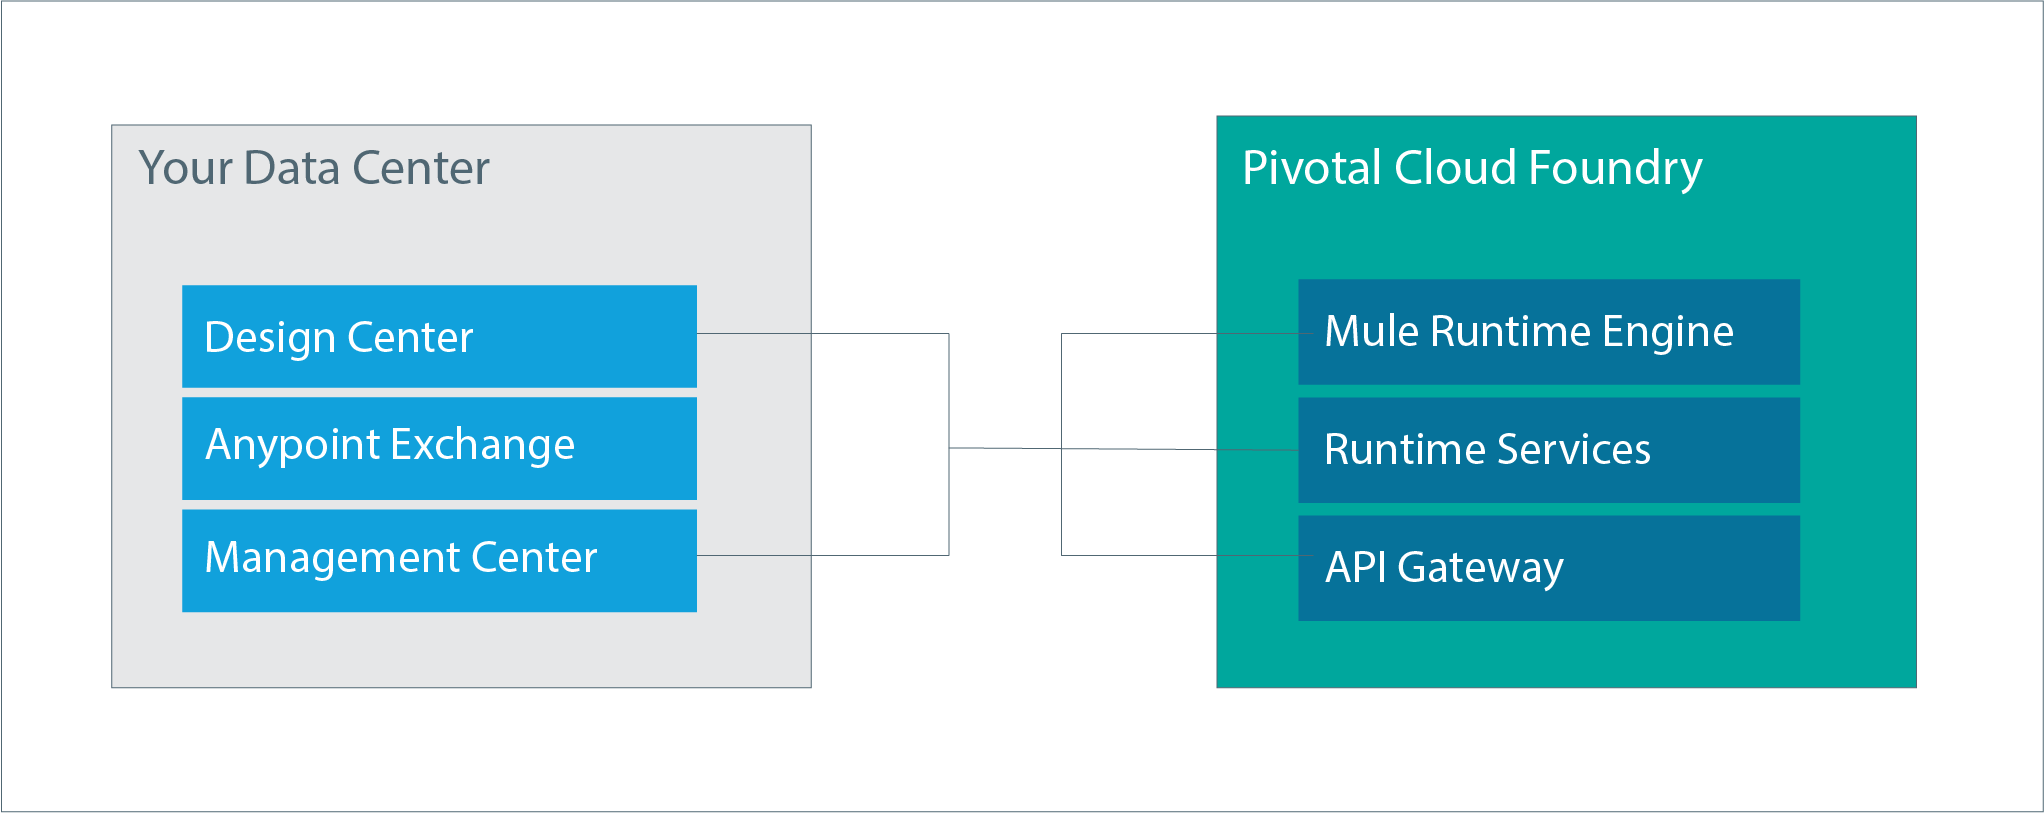 Your Data Center
Design Center
Anypoint Exchange
Management Center
Pivotal Cloud Foundry
Mule Runtime Engine
Runtime Services
API Gateway